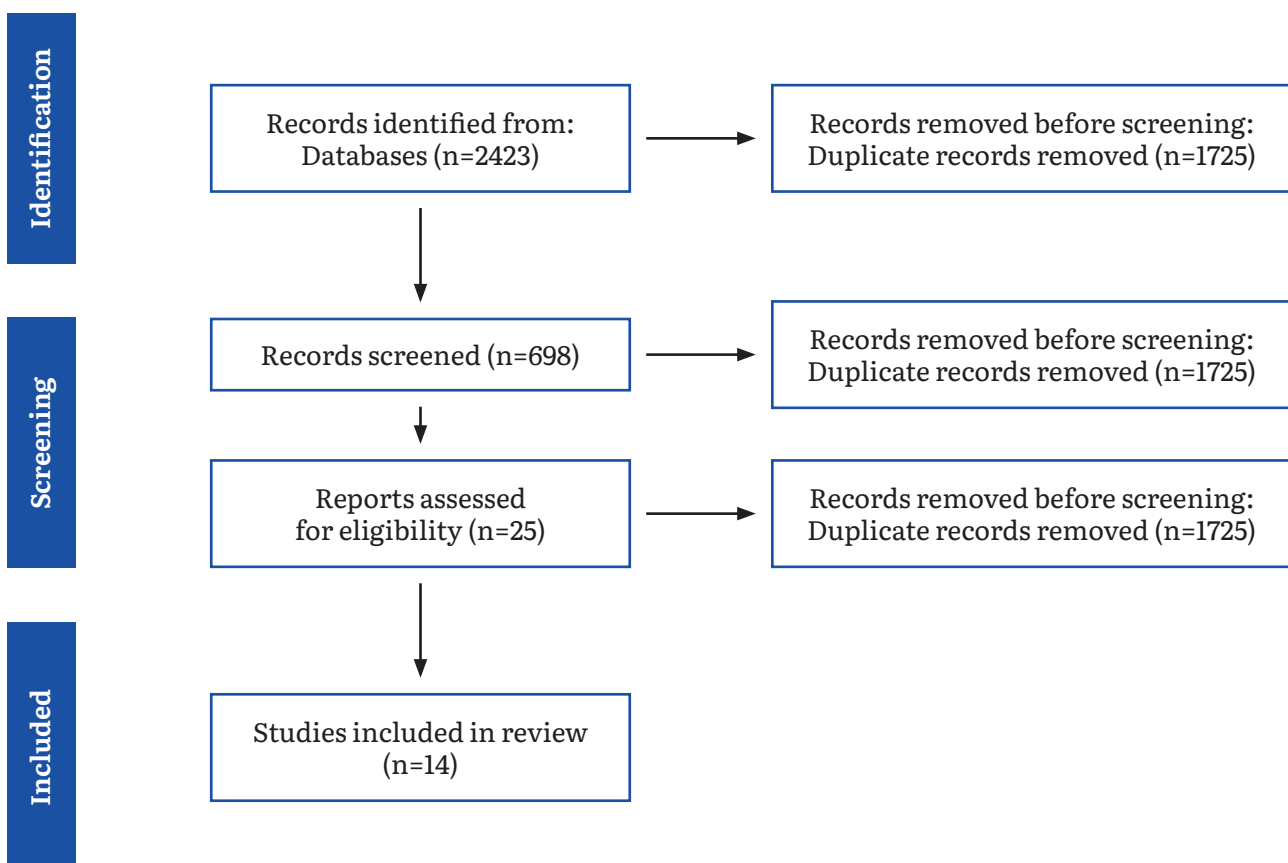 Identification
Records identified from:
Databases (n=2423)
Records removed before screening:
Duplicate records removed (n=1725)
Screening
Records screened (n=698)
Records removed before screening:
Duplicate records removed (n=1725)
Reports assessed
for eligibility (n=25)
Records removed before screening:
Duplicate records removed (n=1725)
Included
Studies included in review
(n=14)